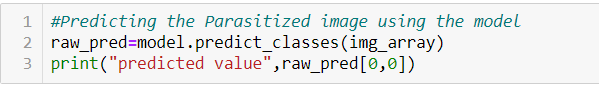 1 #Predicting the Parasitized image using the model
2 raw_pred=model.predict_classes(img_array)
3 print("predicted value",raw_pred[0,0])